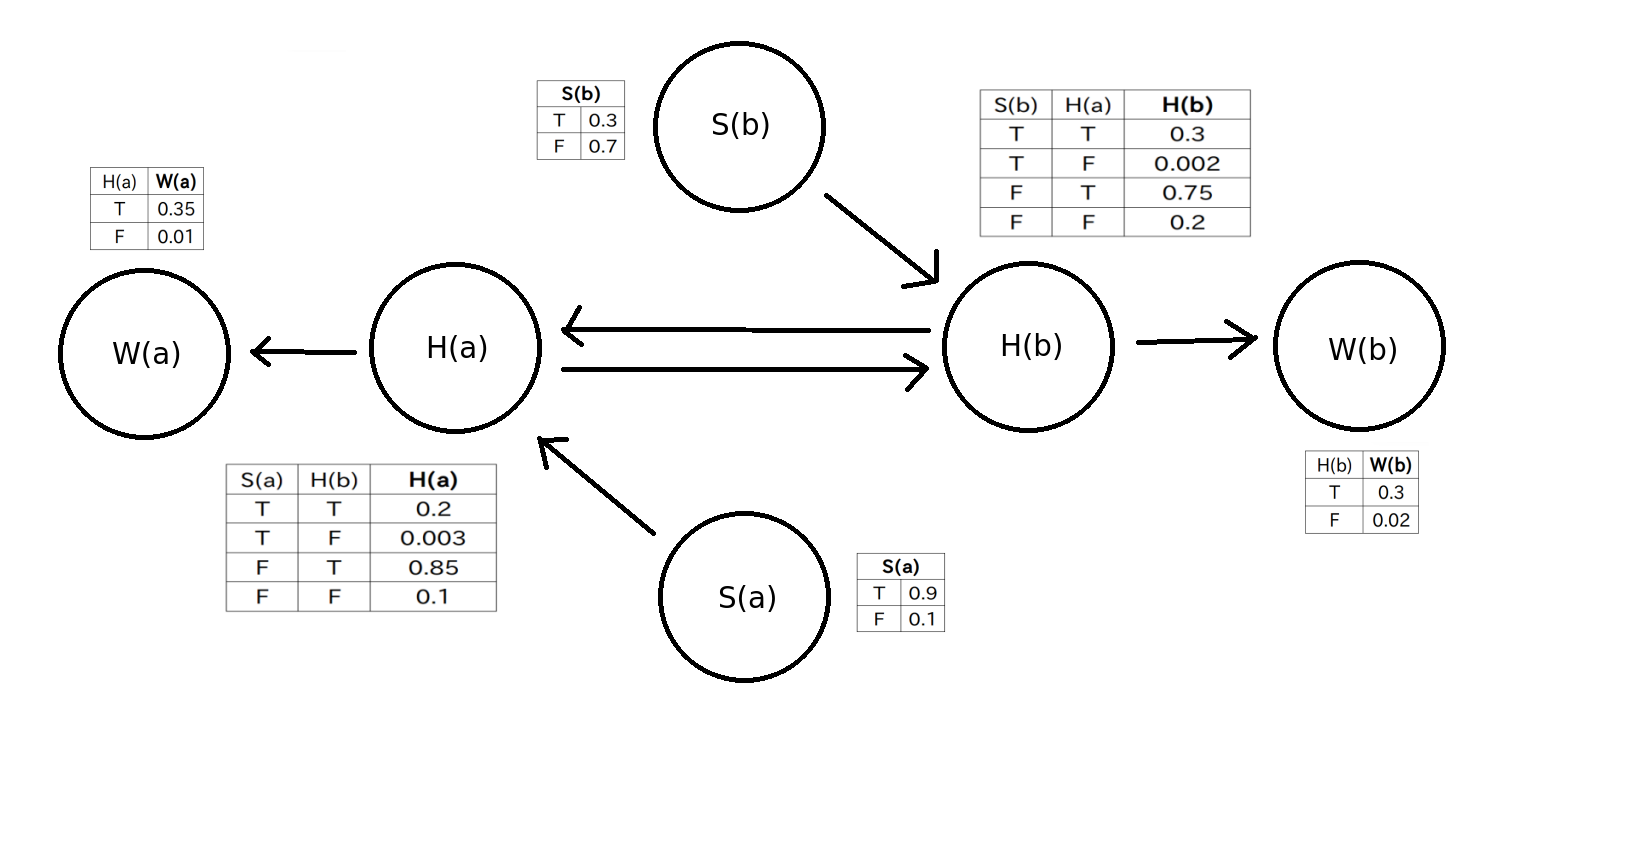 S(b)
T 0.3
F 0.7
S(b)
S(b) H(a) H(b)
T T 0.3
T F 0.002
F T 0.75
F F 0.2
H(a) W(a)
T 0.35
F 0.01
W(a)
H(a)
H(b)
W(b)
S(a) H(b) H(a)
T T 0.2
T F 0.003
F T 0.85
F F 0.1
H(b) W(b)
T 0.3
F 0.02
S(a)
S(a)
T 0.9
F 0.1